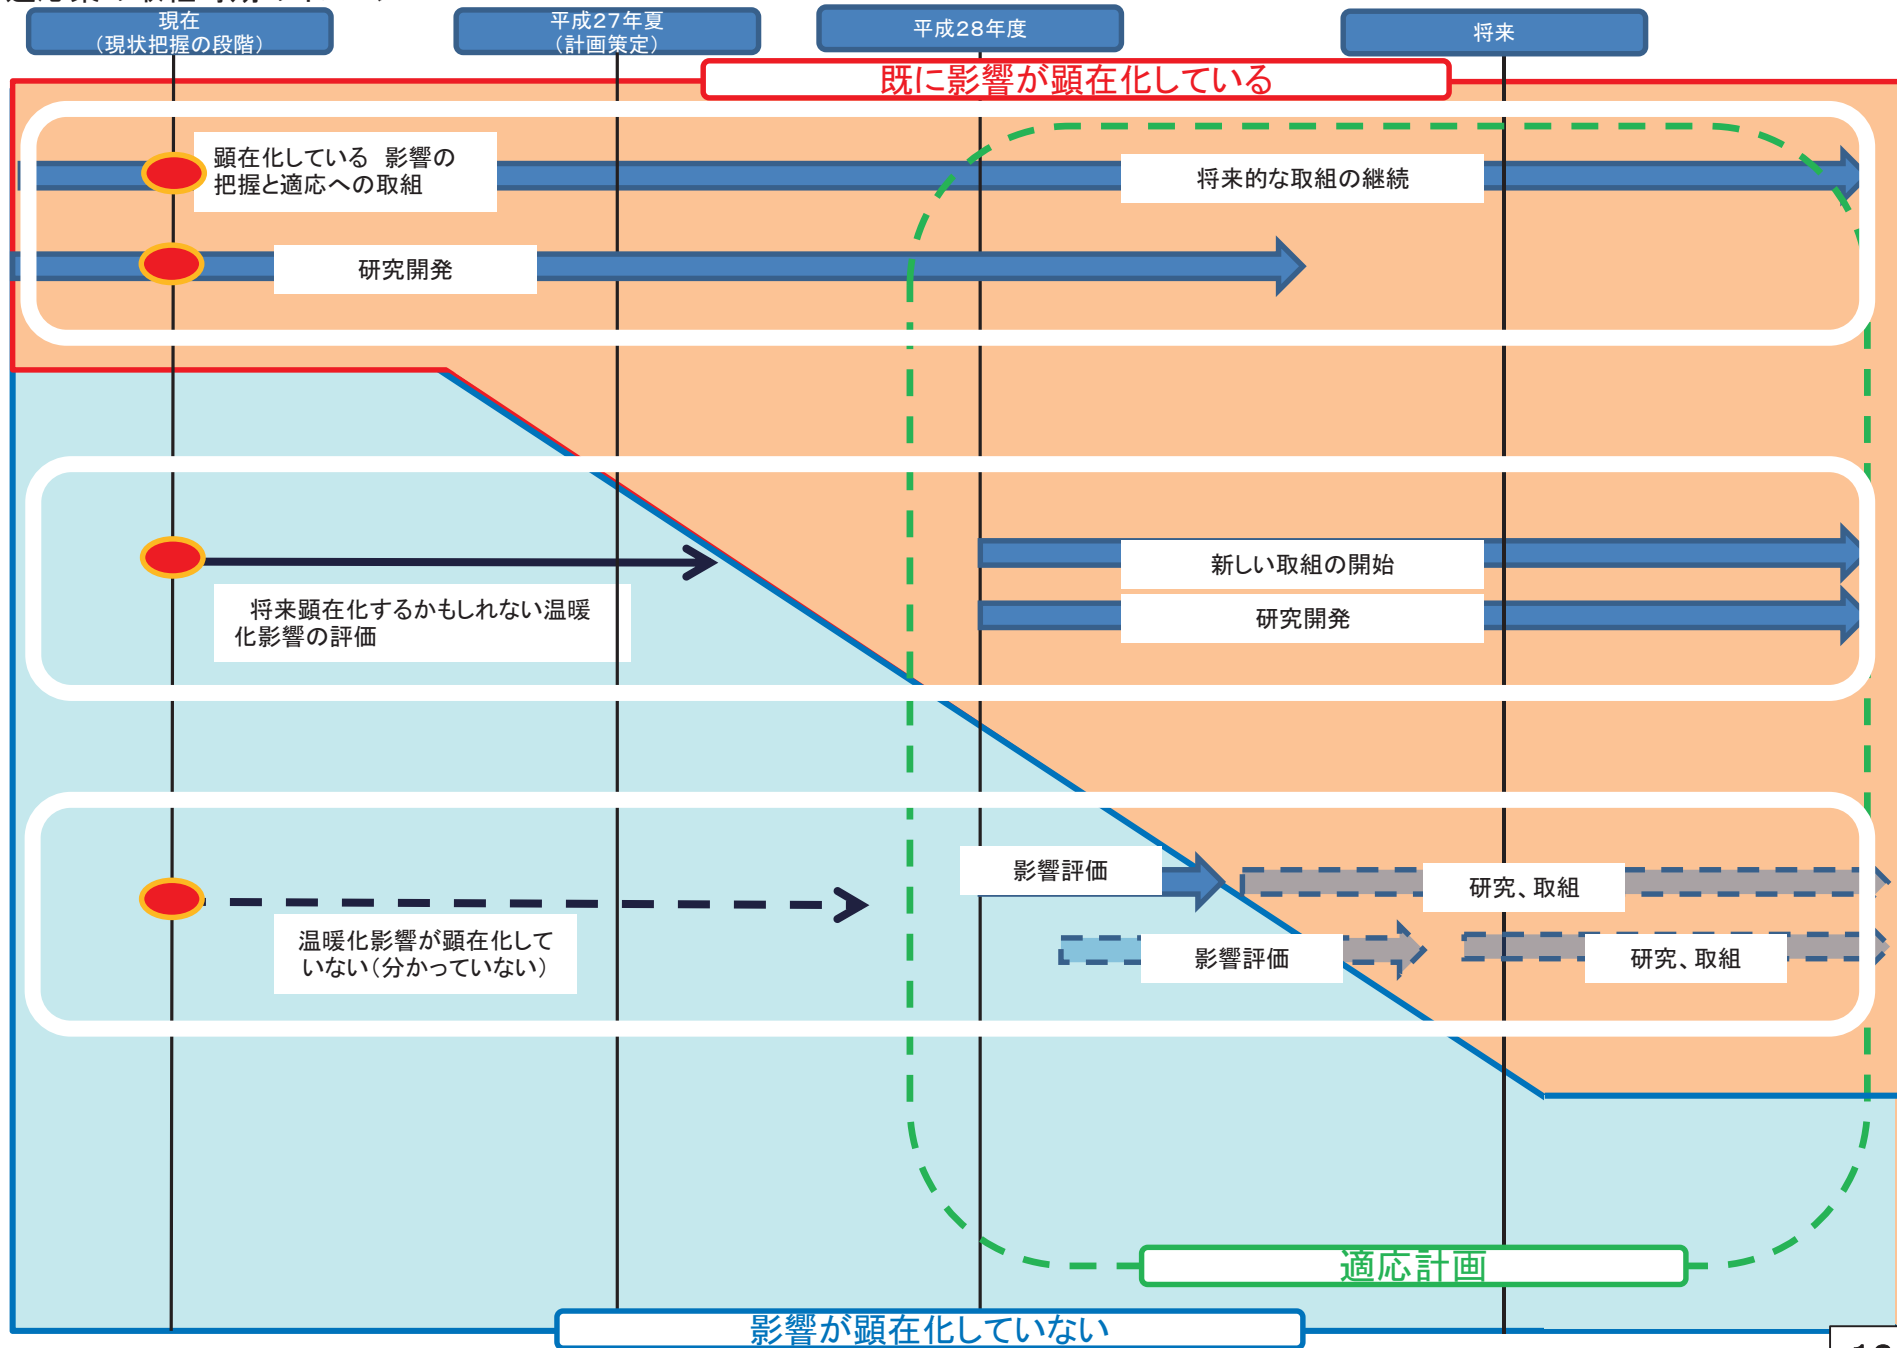 現在
（現状把握の段階）
平成27年夏
（計画策定）
平成28年度
将来
既に影響が顕在化している
顕在化している 影響の
把握と適応への取組
将来的な取組の継続
研究開発
将来顕在化するかもしれない温暖
化影響の評価
新しい取組の開始
研究開発
影響評価
研究、取組
温暖化影響が顕在化して
いない（分かっていない）
影響評価
研究、取組
適応計画
影響が顕在化していない